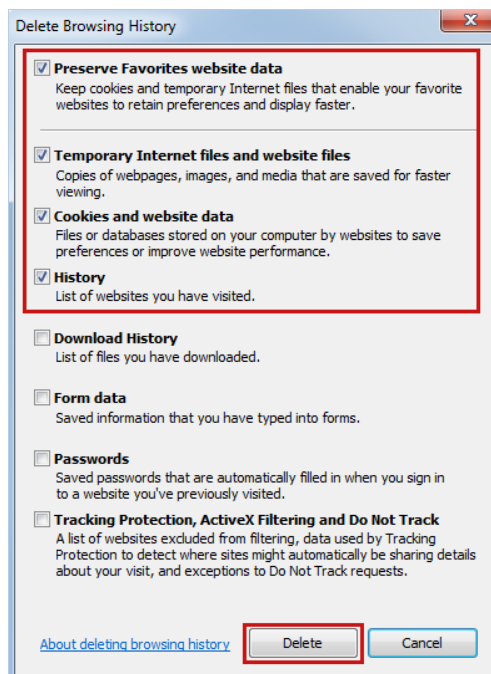 Delete Browsing History
Preserve Favorites website data
Keep cookies and temporary Internet files that enable your favorite
websites to retain preferences and display faster.
Temporary Internet files and website files
Copies of webpages, images, and media that are saved for faster
viewing.
Cookies and website data
Files or databases stored on your computer by websites to save
preferences or improve website performance.
History
List of websites you have visited.
Download History
List of files you have downloaded.
Form data
Saved information that you have typed into forms.
Passwords
Saved passwords that are automatically filled in when you sign in
to a website you've previously visited.
Tracking Protection, ActiveX Filtering and Do Not Track
A list of websites excluded from filtering, data used by Tracking
Protection to detect where sites might automatically be sharing details
about your visit, and exceptions to Do Not Track requests.
About deleting browsing history Delete Cancel